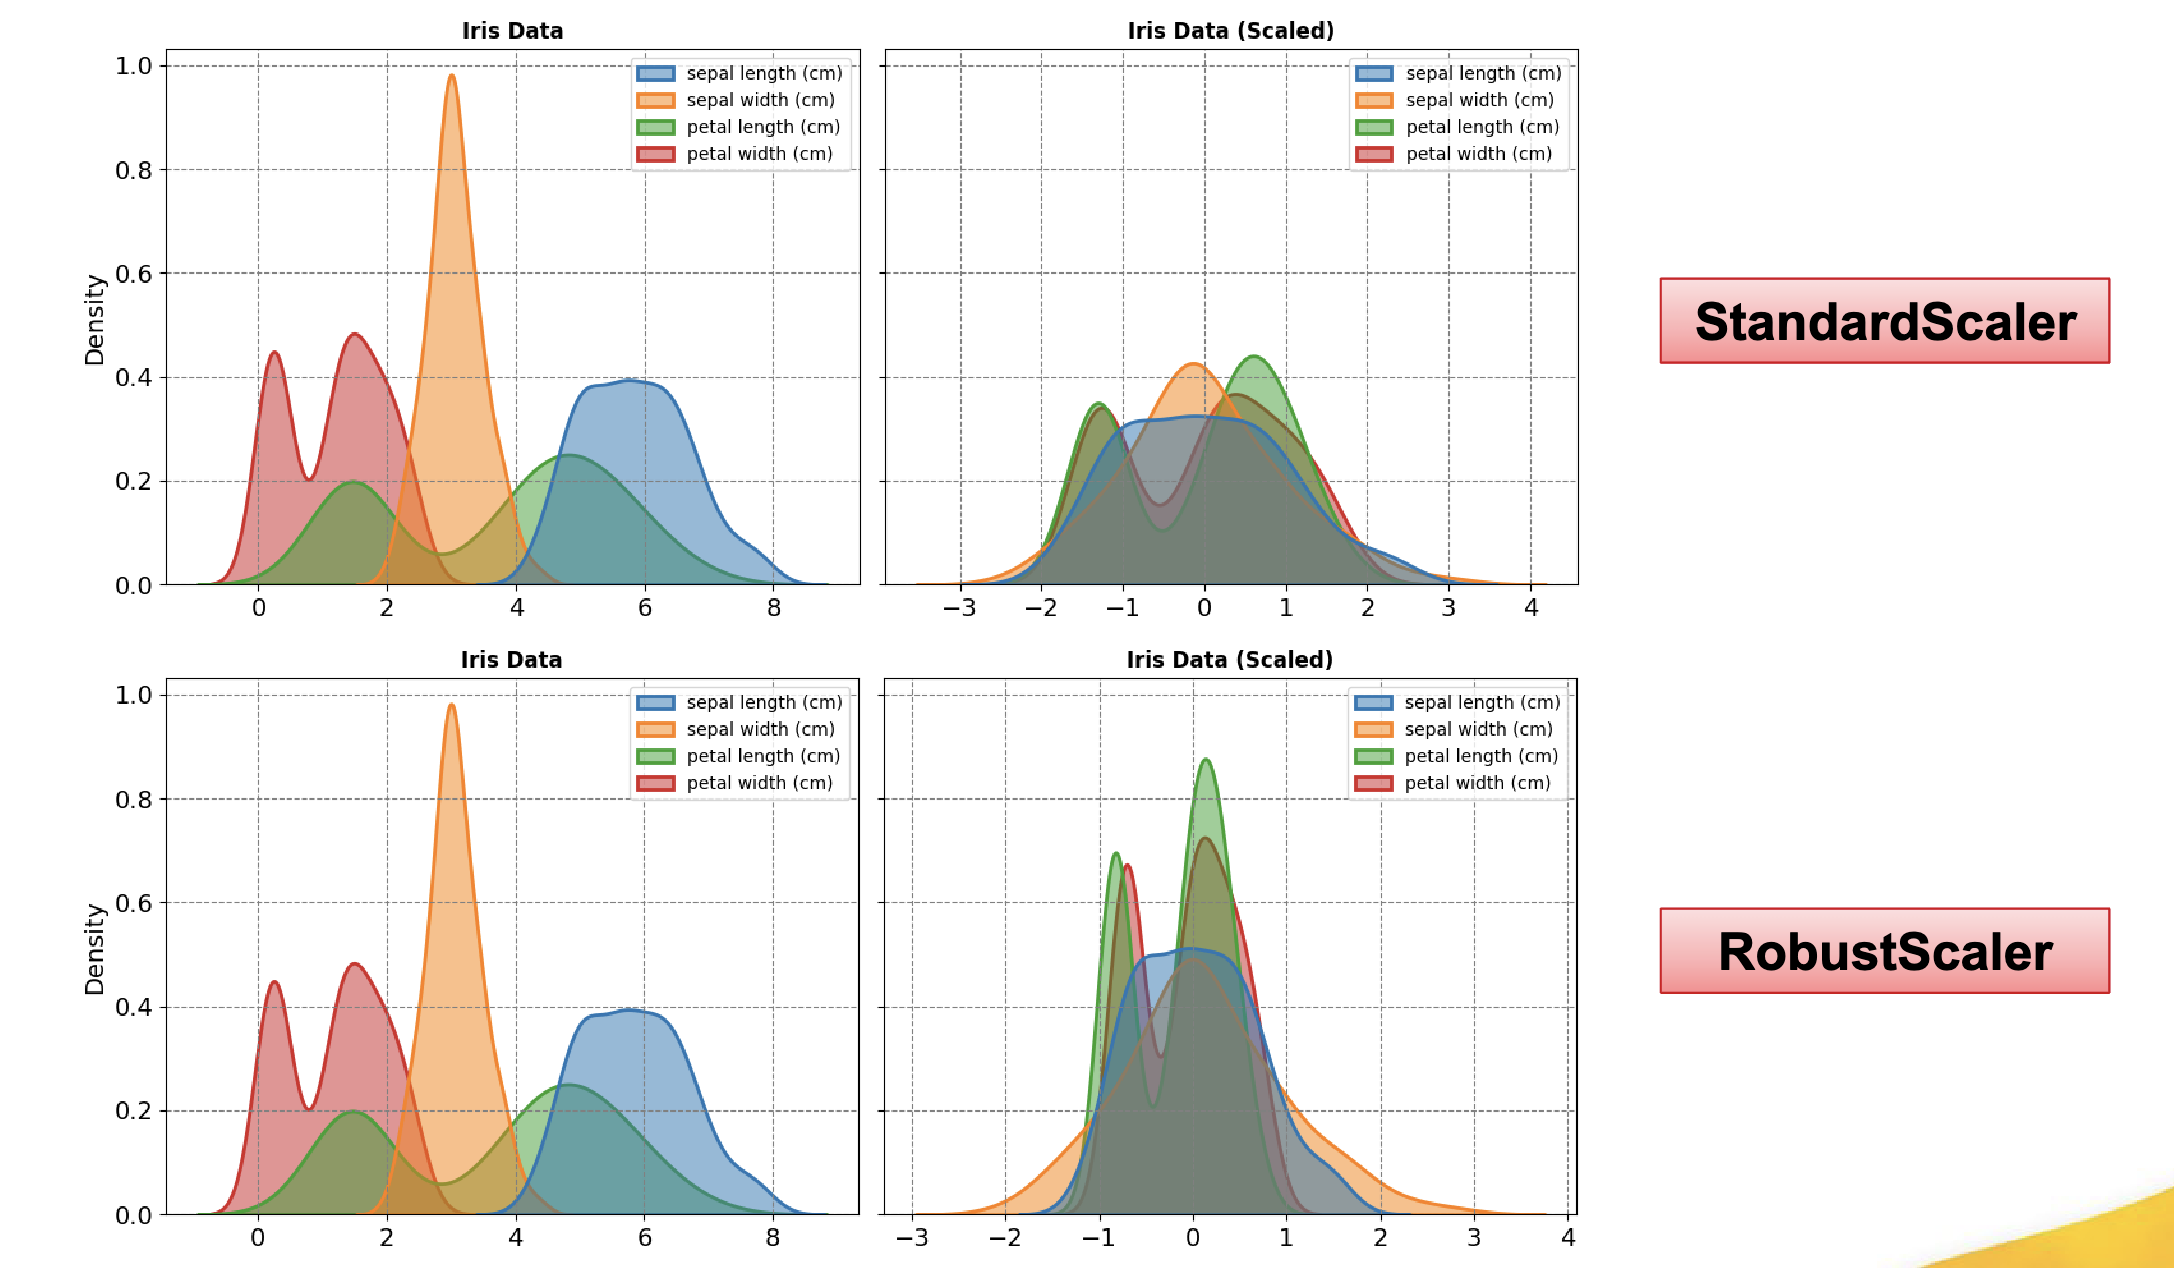 Iris Data
1.0
0.8
0.6
0.4
0.2
0.0
Density
0
2
4
6
8
sepal length (cm)
sepal width (cm)
petal length (cm)
petal width (cm)
Iris Data (Scaled)
−3
−2
−1
0
1
2
3
4
sepal length (cm)
sepal width (cm)
petal length (cm)
petal width (cm)
StandardScaler
Iris Data
1.0
0.8
0.6
0.4
0.2
0.0
Density
0
2
4
6
8
sepal length (cm)
sepal width (cm)
petal length (cm)
petal width (cm)
Iris Data (Scaled)
−3
−2
−1
0
1
2
3
4
sepal length (cm)
sepal width (cm)
petal length (cm)
petal width (cm)
RobustScaler